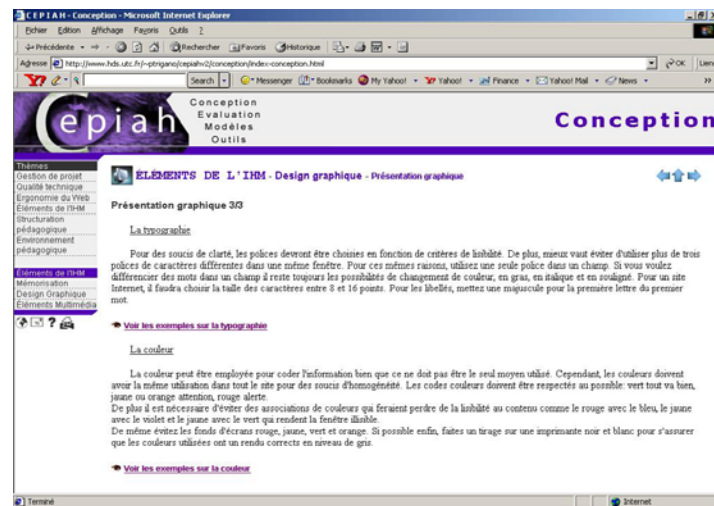 C E P I A H - Conception - Microsoft Internet Explorer
Fichier Edition Affichage Favoris Outils ?
Précédente Rechercher Favoris Historique
Adresse http://www.hds.utc.fr/~ptrigano/cepiahv2/conception/index-conception.html OK Liens
Y? Search Messenger Bookmarks My Yahoo! Yahoo! Finance Yahoo! Mail News »
Cepiah
Conception
Evaluation
Modèles
Outils
Conception
Thèmes
Gestion de projet
Qualité technique
Ergonomie du Web
Éléments de l'IHM
Structuration
pédagogique
Environnement
pédagogique
Éléments de l'IHM
Mémorisation
Design Graphique
Éléments Multimédia
?
ÉLÉMENTS DE L'IHM - Design graphique - Présentation graphique
Présentation graphique 3/3
La typographie
Pour des soucis de clarté, les polices devront être choisies en fonction de critères de lisibilité. De plus, mieux vaut éviter d'utiliser plus de trois
polices de caractères différentes dans une même fenêtre. Pour ces mêmes raisons, utilisez une seule police dans un champ. Si vous voulez
différencier des mots dans un champ il reste toujours les possibilités de changement de couleur, en gras, en italique et en souligné. Pour un site
Internet, il faudra choisir la taille des caractères entre 8 et 16 points. Pour les libellés, mettez une majuscule pour la première lettre du premier
mot.
Voir les exemples sur la typographie
La couleur
La couleur peut être employée pour coder l'information bien que ce ne doit pas être le seul moyen utilisé. Cependant, les couleurs doivent
avoir la même utilisation dans tout le site pour des soucis d'homogénéité. Les codes couleurs doivent être respectés au possible: vert tout va bien,
jaune ou orange attention, rouge alerte.
De plus il est nécessaire d'éviter des associations de couleurs qui feraient perdre de la lisibilité au contenu comme le rouge avec le bleu, le jaune
avec le violet et le jaune avec le vert qui rendent la fenêtre illisible.
De même évitez les fonds d'écrans rouge, jaune, vert et orange. Si possible enfin, faites un tirage sur une imprimante noir et blanc pour s'assurer
que les couleurs utilisées ont un rendu corrects en niveau de gris.
Voir les exemples sur la couleur
Terminé Internet